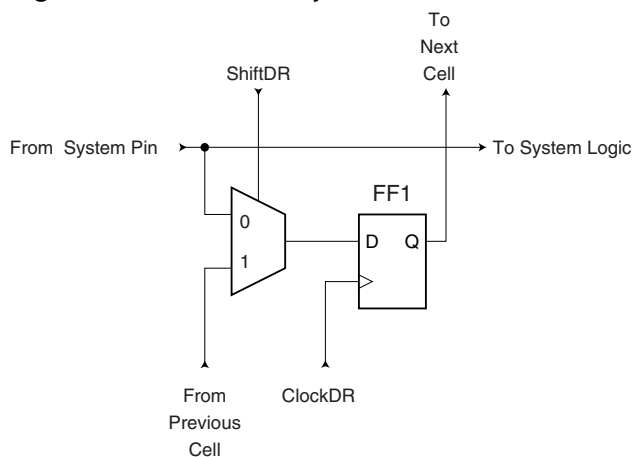 To
Next
Cell
ShiftDR
From System Pin
To System Logic
FF1
0
D
Q
1
From
Previous
Cell
ClockDR